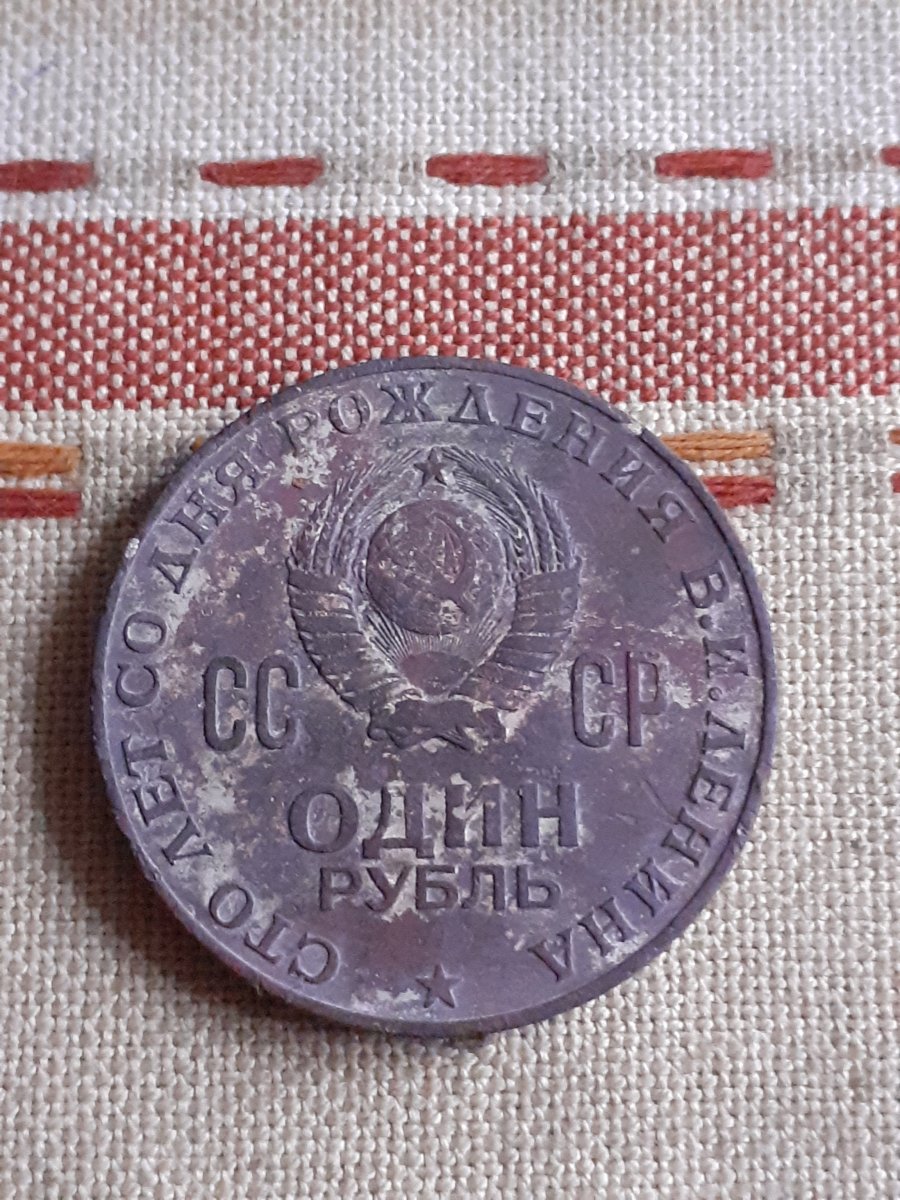 СТО ЛЕТ СО ДНЯ РОЖДЕНИЯ В.И.ЛЕНИНА
СС СР
ОДИН
РУБЛЬ